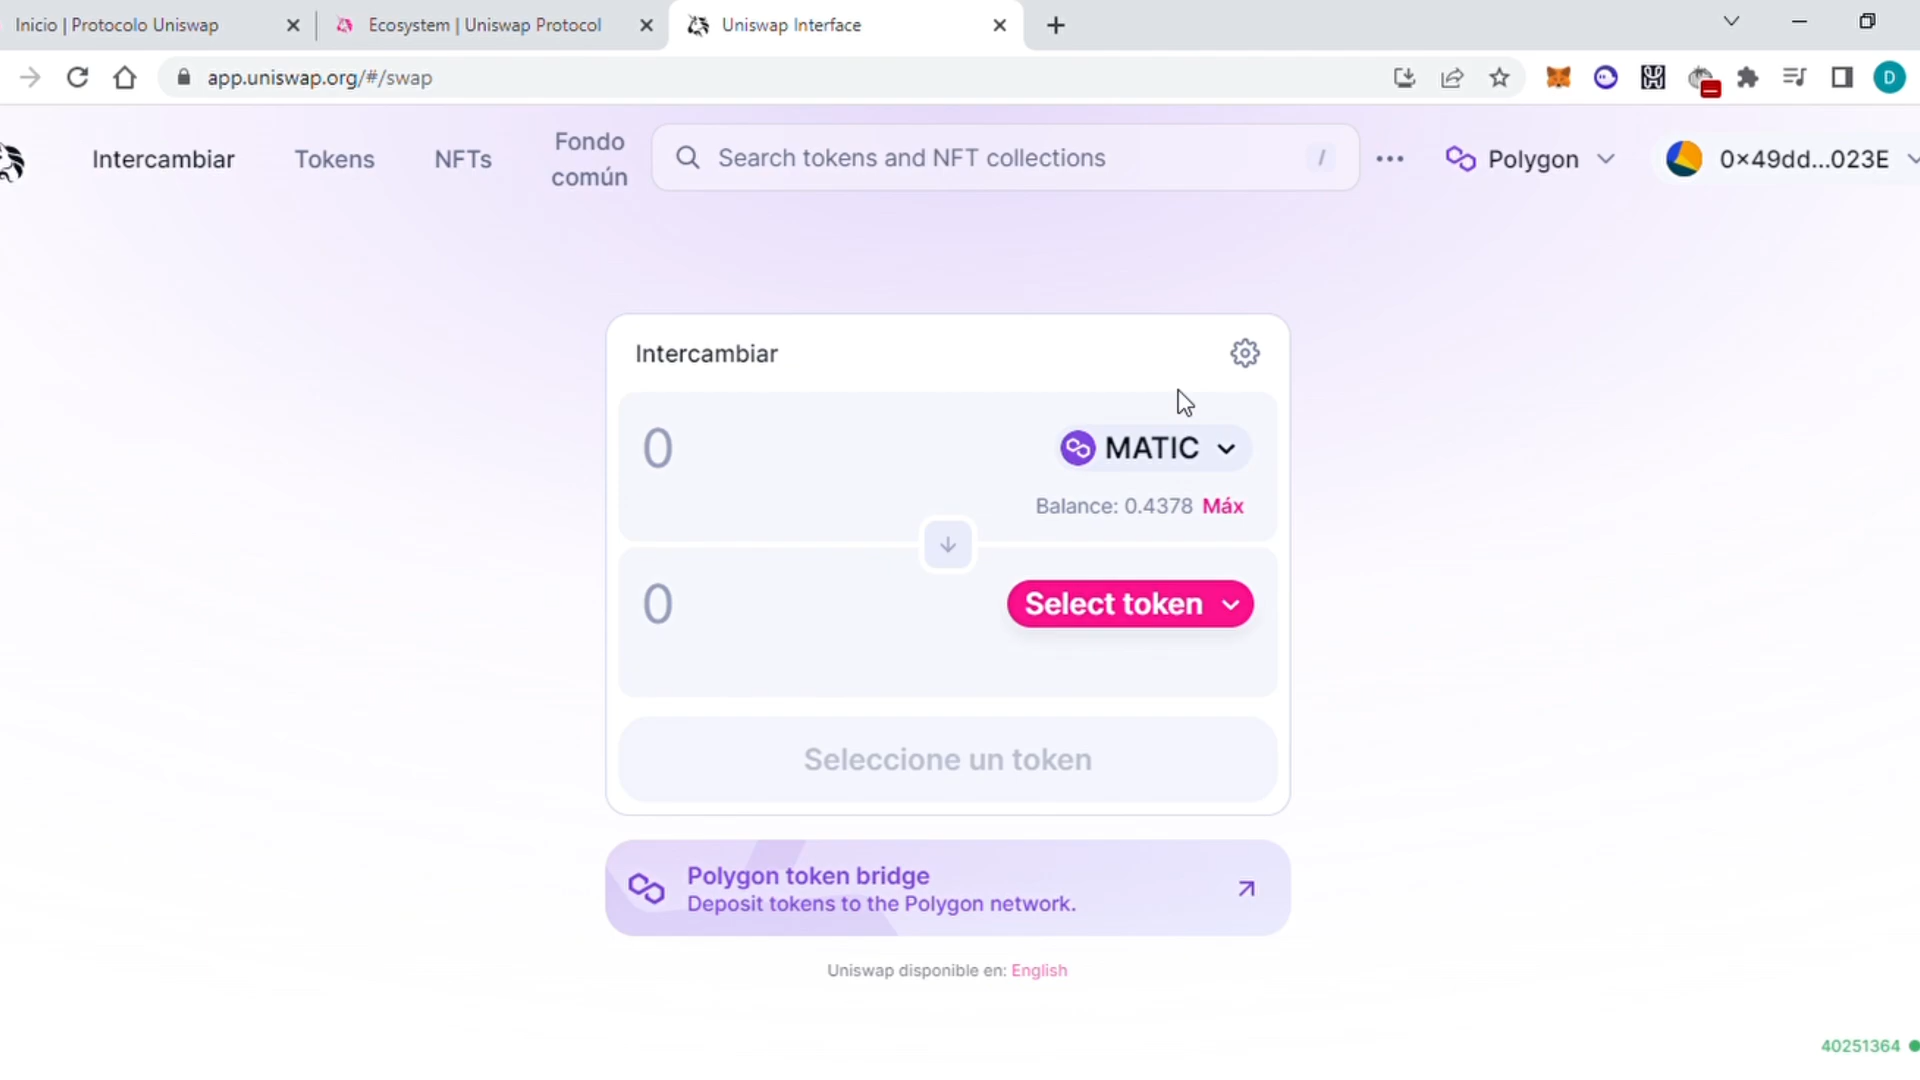 Inicio | Protocolo Uniswap
Ecosystem | Uniswap Protocol
Uniswap Interface
app.uniswap.org/#/swap
D
Intercambiar
Tokens
NFTs
Fondo
común
Search tokens and NFT collections
/
Polygon
0x49dd...023E
Intercambiar
0
MATIC
Balance: 0.4378 Máx
0
Select token
Seleccione un token
Polygon token bridge
Deposit tokens to the Polygon network.
Uniswap disponible en: English
40251364